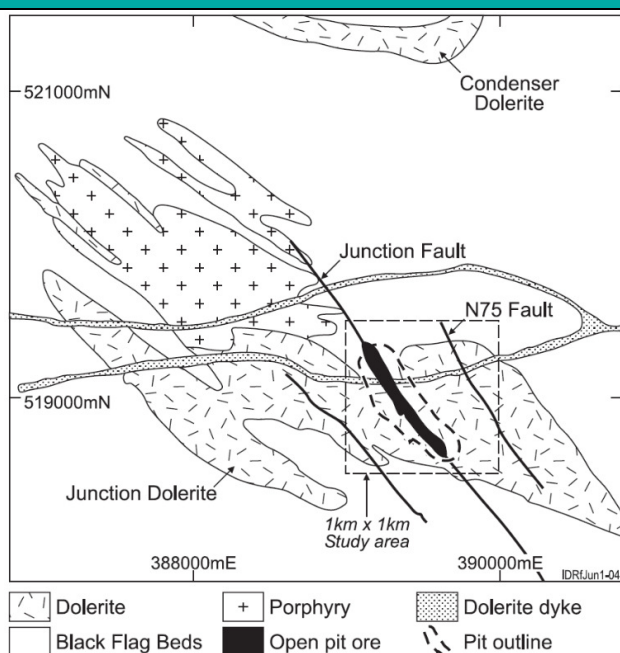 521000mN
Condenser
Dolerite
Junction Fault
N75 Fault
519000mN
Junction Dolerite
1km x 1km
Study area
388000mE
390000mE
IDRfJun1-04
Dolerite
Porphyry
Dolerite dyke
Black Flag Beds
Open pit ore
Pit outline